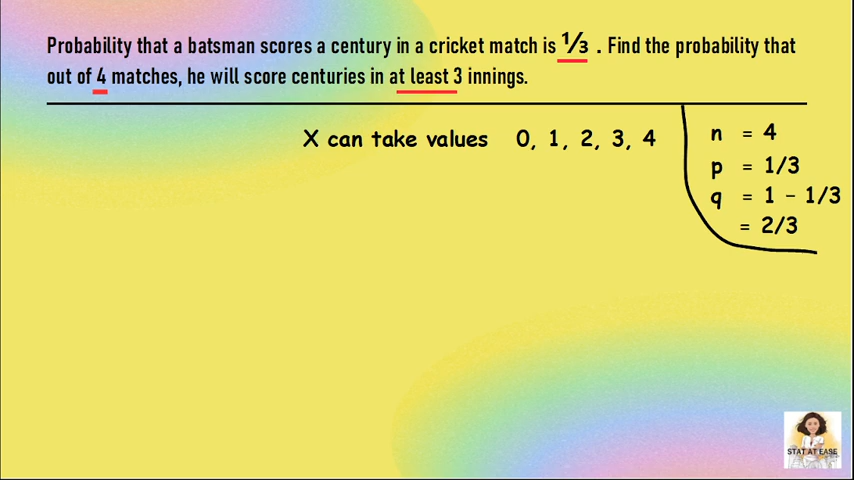 Probability that a batsman scores a century in a cricket match is ⅓ . Find the probability that
out of 4 matches, he will score centuries in at least 3 innings.
X can take values 0, 1, 2, 3, 4
n = 4
p = 1/3
q = 1 - 1/3
= 2/3
STAT AT EASE